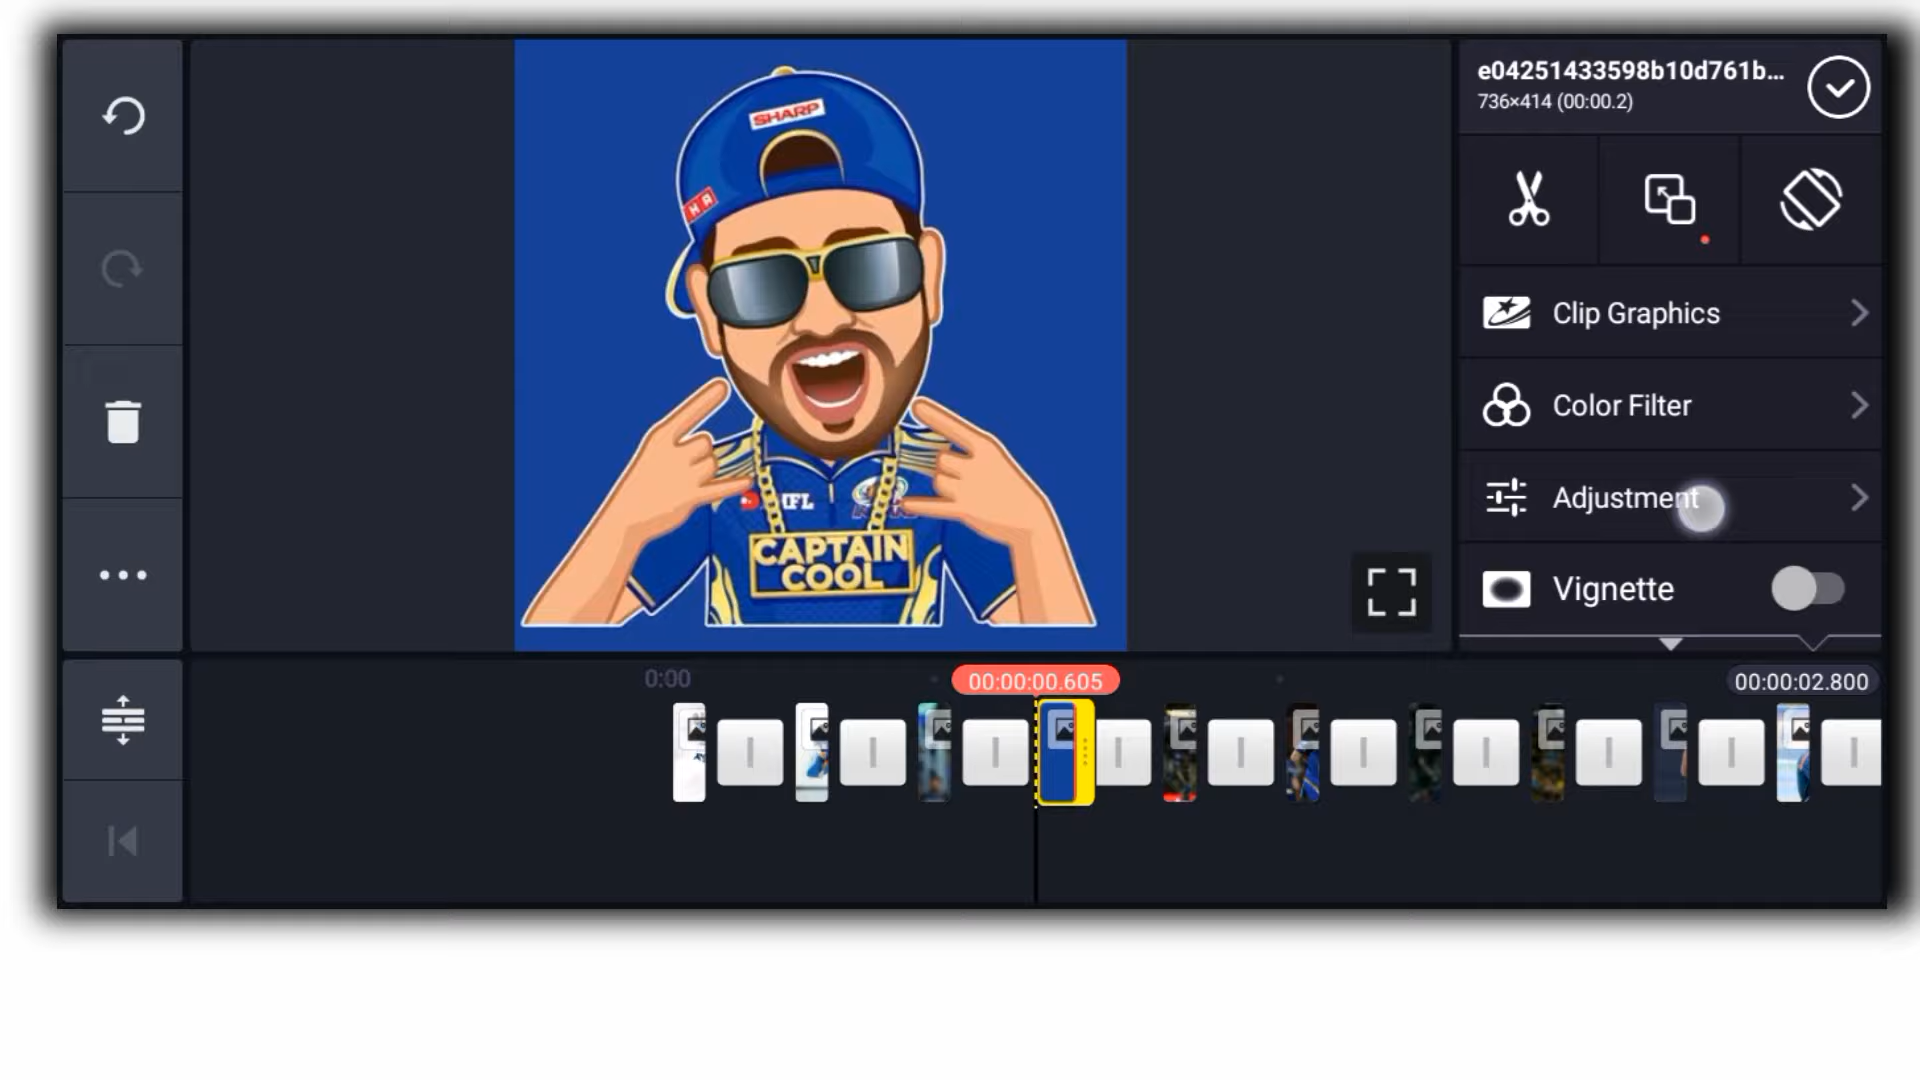 e04251433598b10d761b...
736×414 (00:00.2)
SHARP
Clip Graphics
Color Filter
Adjustment
CAPTAIN
COOL
Vignette
0:00
00:00:00.605
00:00:02.800